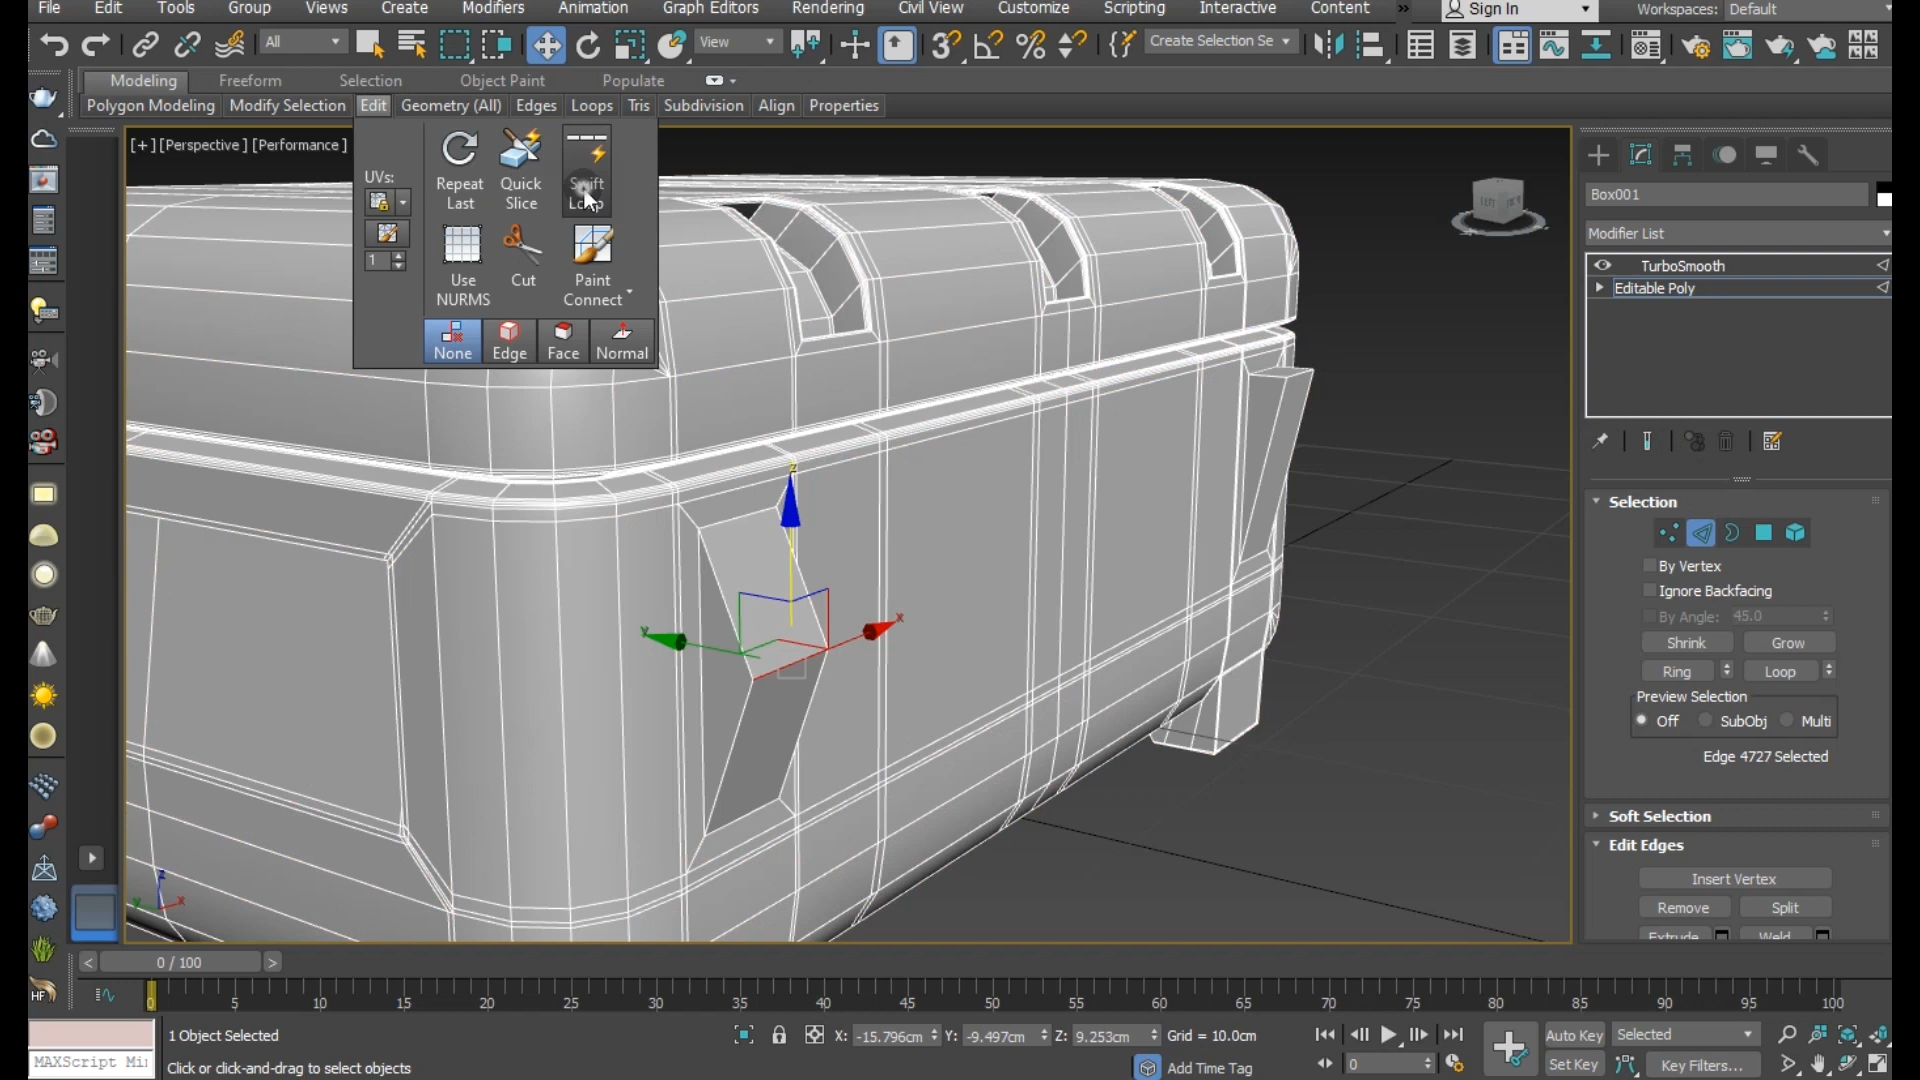 File Edit Tools Group Views Create Modifiers Animation Graph Editors Rendering Civil View Customize Scripting Interactive Content » Sign In Workspaces: Default
All View Create Selection Se
Modeling Freeform Selection Object Paint Populate
Polygon Modeling Modify Selection Edit Geometry (All) Edges Loops Tris Subdivision Align Properties
[+] [Perspective ] [Performance ]
UVs:
1
Repeat Last
Quick Slice
Swift Loop
Use NURMS
Cut
Paint Connect
None Edge Face Normal
z
y
x
z
y
x
Box001
Modifier List
TurboSmooth
Editable Poly
Selection
By Vertex
Ignore Backfacing
By Angle: 45.0
Shrink Grow
Ring Loop
Preview Selection
Off SubObj Multi
Edge 4727 Selected
Soft Selection
Edit Edges
Insert Vertex
Remove Split
Extrude Weld
HF
< 0 / 100 >
0 5 10 15 20 25 30 35 40 45 50 55 60 65 70 75 80 85 90 95 100
1 Object Selected
X: -15.796cm Y: -9.497cm Z: 9.253cm Grid = 10.0cm
Auto Key Selected
MAXScript Mi
Click or click-and-drag to select objects
Add Time Tag
0
Set Key Key Filters...